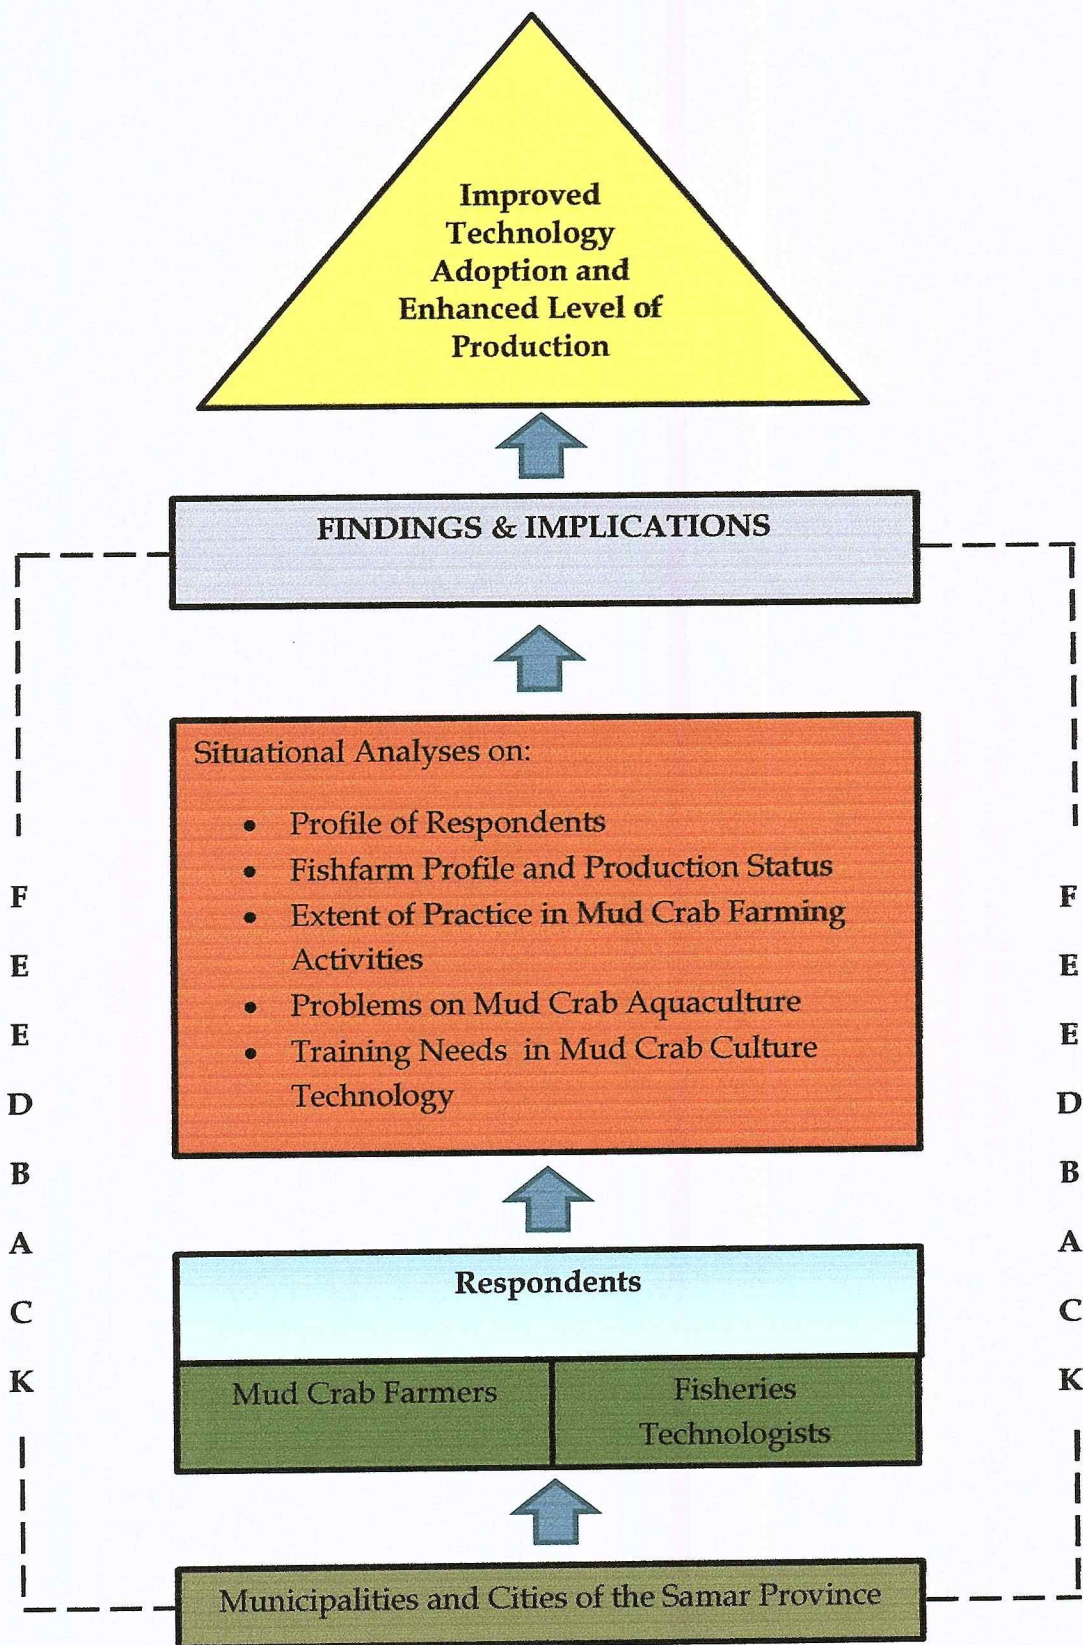 Improved
Technology
Adoption and
Enhanced Level of
Production
FINDINGS & IMPLICATIONS
Situational Analyses on:
• Profile of Respondents
• Fishfarm Profile and Production Status
• Extent of Practice in Mud Crab Farming
Activities
• Problems on Mud Crab Aquaculture
• Training Needs in Mud Crab Culture
Technology
Respondents
Mud Crab Farmers
Fisheries
Technologists
Municipalities and Cities of the Samar Province
F
E
E
D
B
A
C
K
F
E
E
D
B
A
C
K